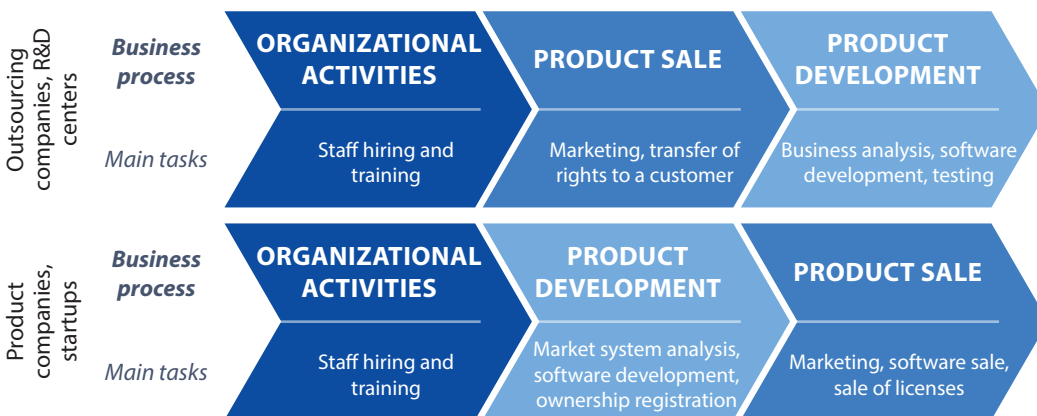 Outsourcing
companies, R&D
centers
Business
process
ORGANIZATIONAL
ACTIVITIES
PRODUCT SALE
PRODUCT
DEVELOPMENT
Main tasks
Staff hiring and
training
Marketing, transfer of
rights to a customer
Business analysis, software
development, testing
Product
companies,
startups
Business
process
ORGANIZATIONAL
ACTIVITIES
PRODUCT
DEVELOPMENT
PRODUCT SALE
Main tasks
Staff hiring and
training
Market system analysis,
software development,
ownership registration
Marketing, software sale,
sale of licenses